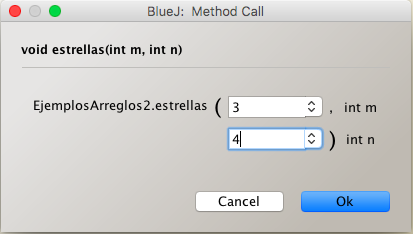 BlueJ: Method Call
void estrellas(int m, int n)
EjemplosArreglos2.estrellas ( 3 , int m
4 ) int n
Cancel Ok